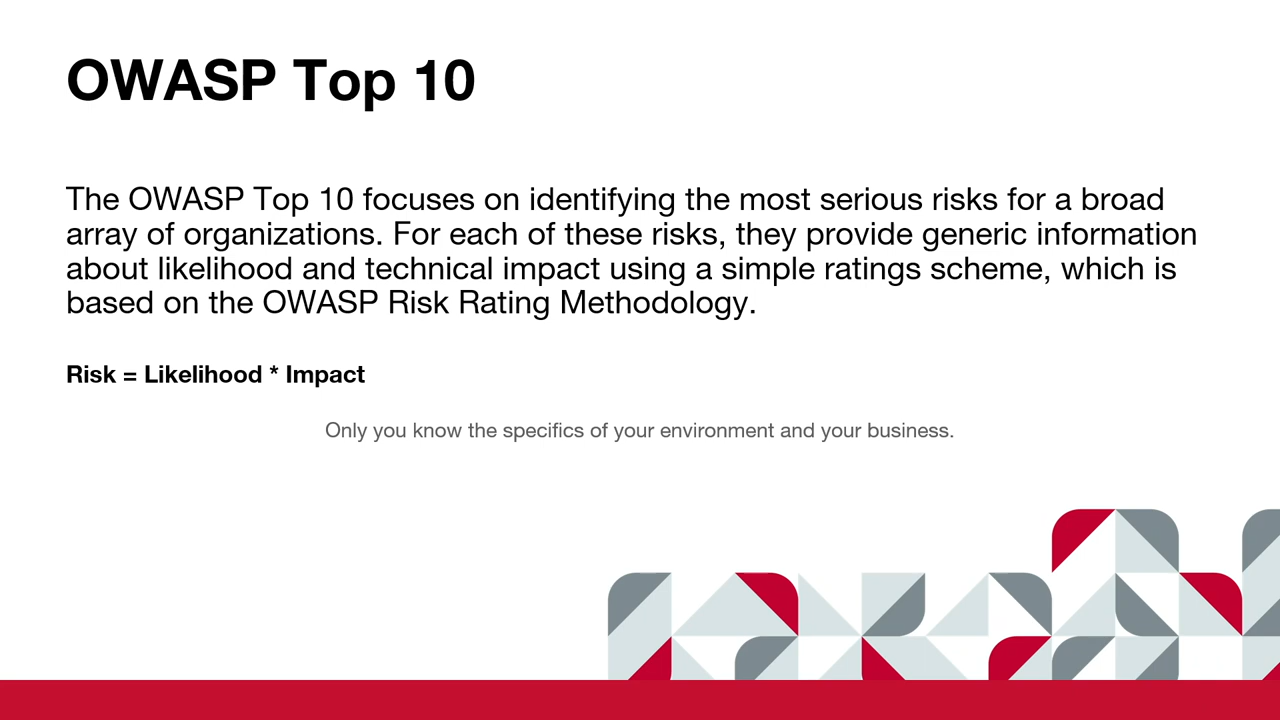 OWASP Top 10
The OWASP Top 10 focuses on identifying the most serious risks for a broad
array of organizations. For each of these risks, they provide generic information
about likelihood and technical impact using a simple ratings scheme, which is
based on the OWASP Risk Rating Methodology.
Risk = Likelihood * Impact
Only you know the specifics of your environment and your business.